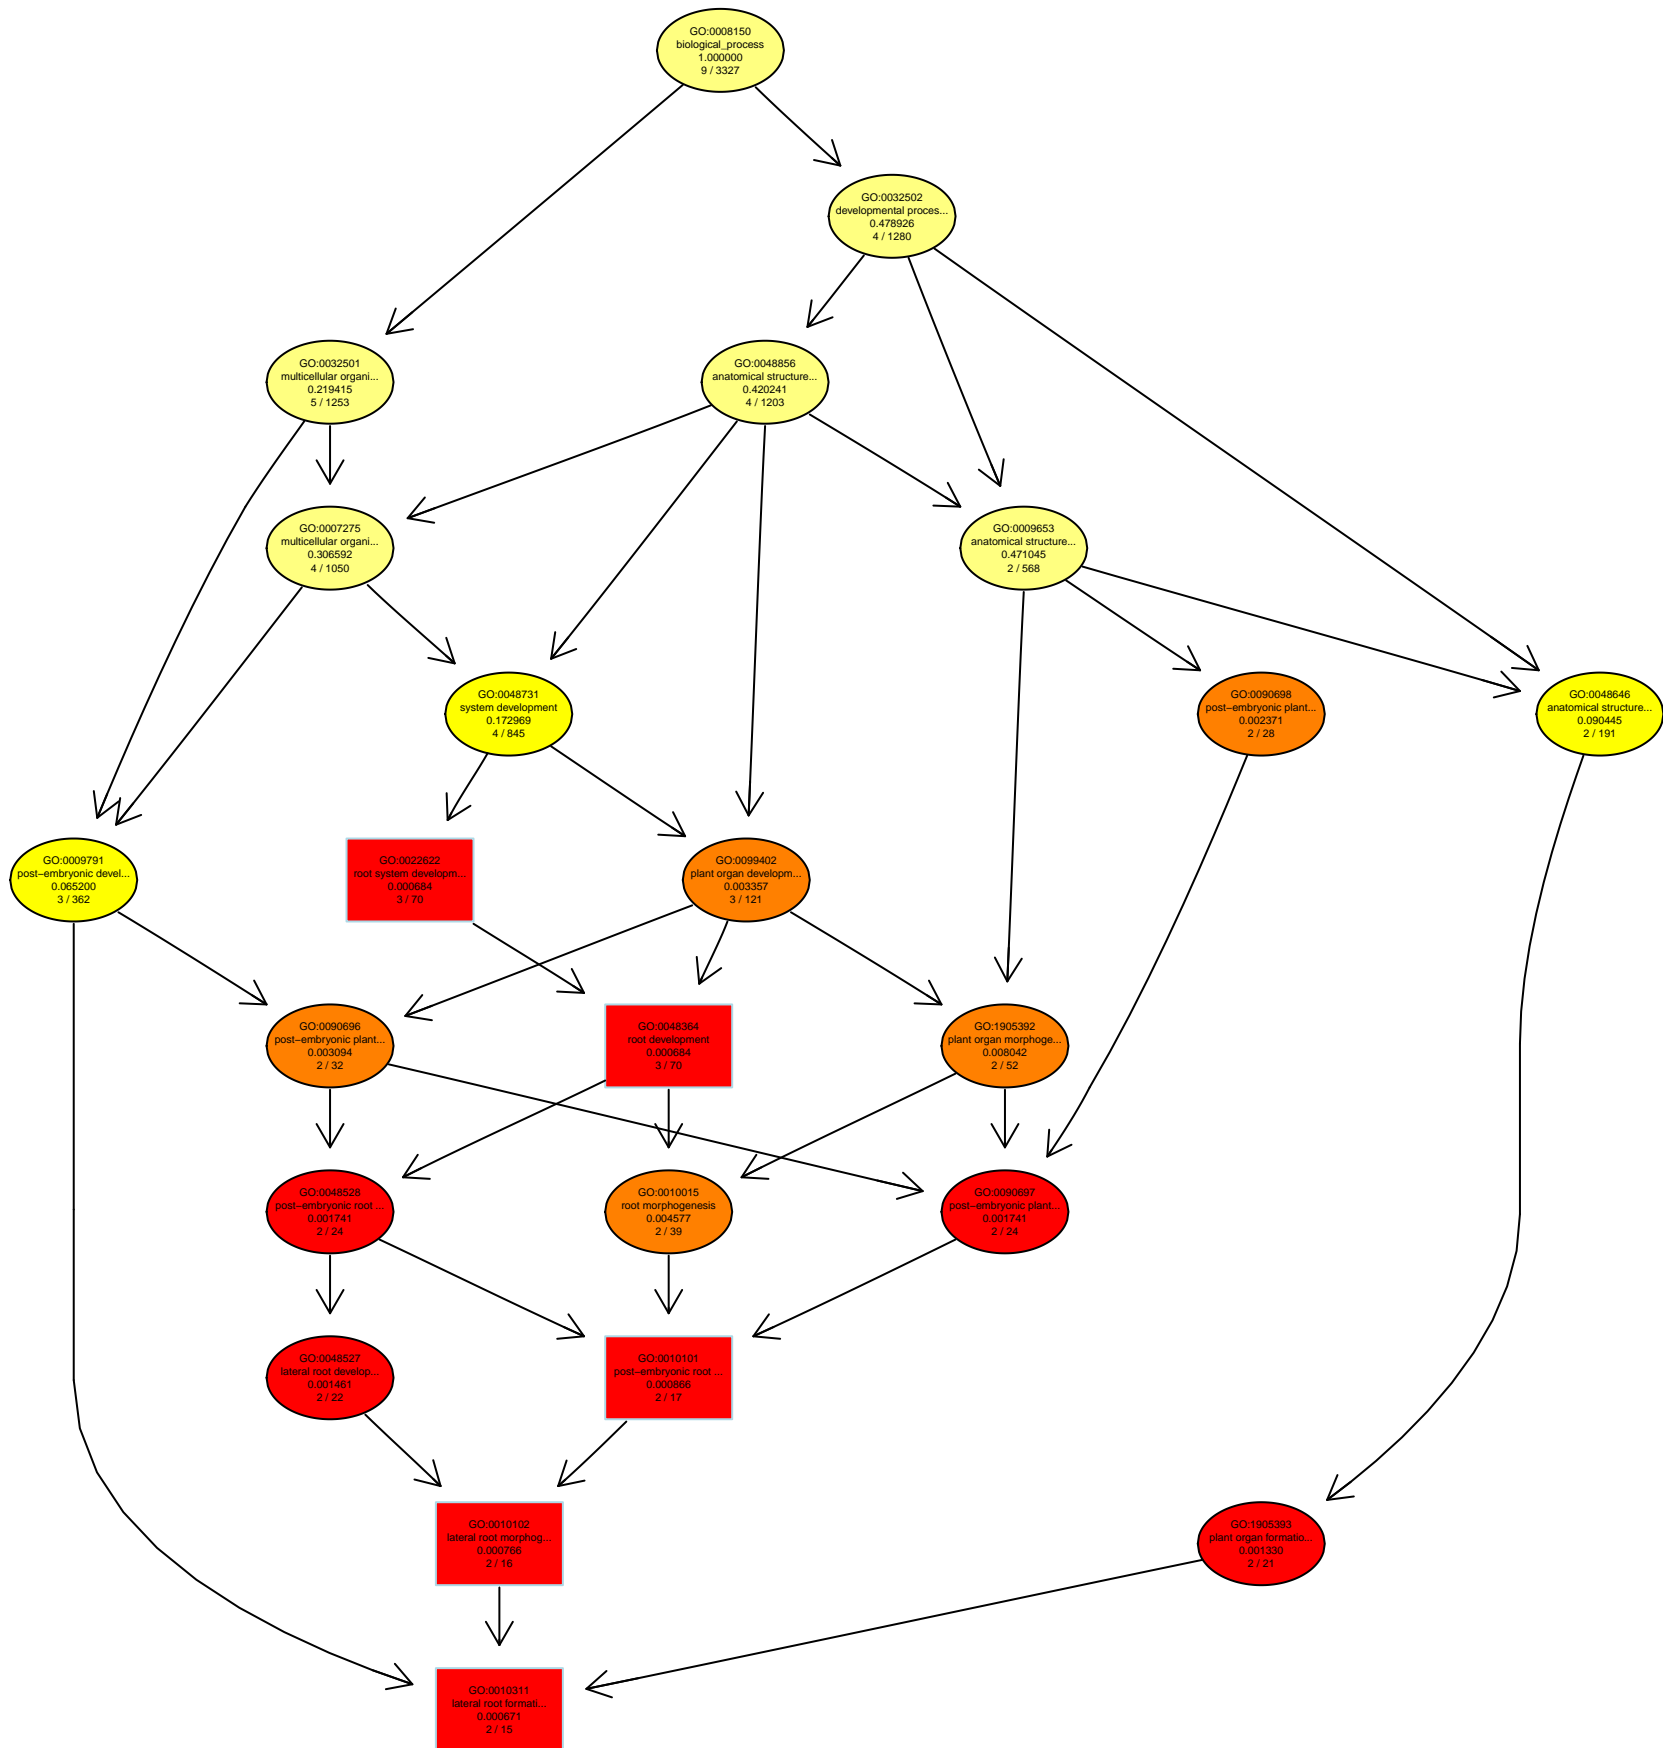 GO:0008150
biological_process
1.000000
9 / 3327
GO:0032502
developmental proces...
0.478926
4 / 1280
GO:0032501
multicellular organi...
0.219415
5 / 1253
GO:0048856
anatomical structure...
0.420241
4 / 1203
GO:0007275
multicellular organi...
0.306592
4 / 1050
GO:0009653
anatomical structure...
0.471045
2 / 568
GO:0048731
system development
0.172969
4 / 845
GO:0090698
post−embryonic plant...
0.002371
2 / 28
GO:0048646
anatomical structure...
0.090445
2 / 191
GO:0009791
post−embryonic devel...
0.065200
3 / 362
GO:0022622
root system developm...
0.000684
3 / 70
GO:0099402
plant organ developm...
0.003357
3 / 121
GO:0090696
post−embryonic plant...
0.003094
2 / 32
GO:0048364
root development
0.000684
3 / 70
GO:1905392
plant organ morphoge...
0.008042
2 / 52
GO:0048528
post−embryonic root ...
0.001741
2 / 24
GO:0010015
root morphogenesis
0.004577
2 / 39
GO:0090697
post−embryonic plant...
0.001741
2 / 24
GO:0048527
lateral root develop...
0.001461
2 / 22
GO:0010101
post−embryonic root ...
0.000866
2 / 17
GO:0010102
lateral root morphog...
0.000766
2 / 16
GO:1905393
plant organ formatio...
0.001330
2 / 21
GO:0010311
lateral root formati...
0.000671
2 / 15